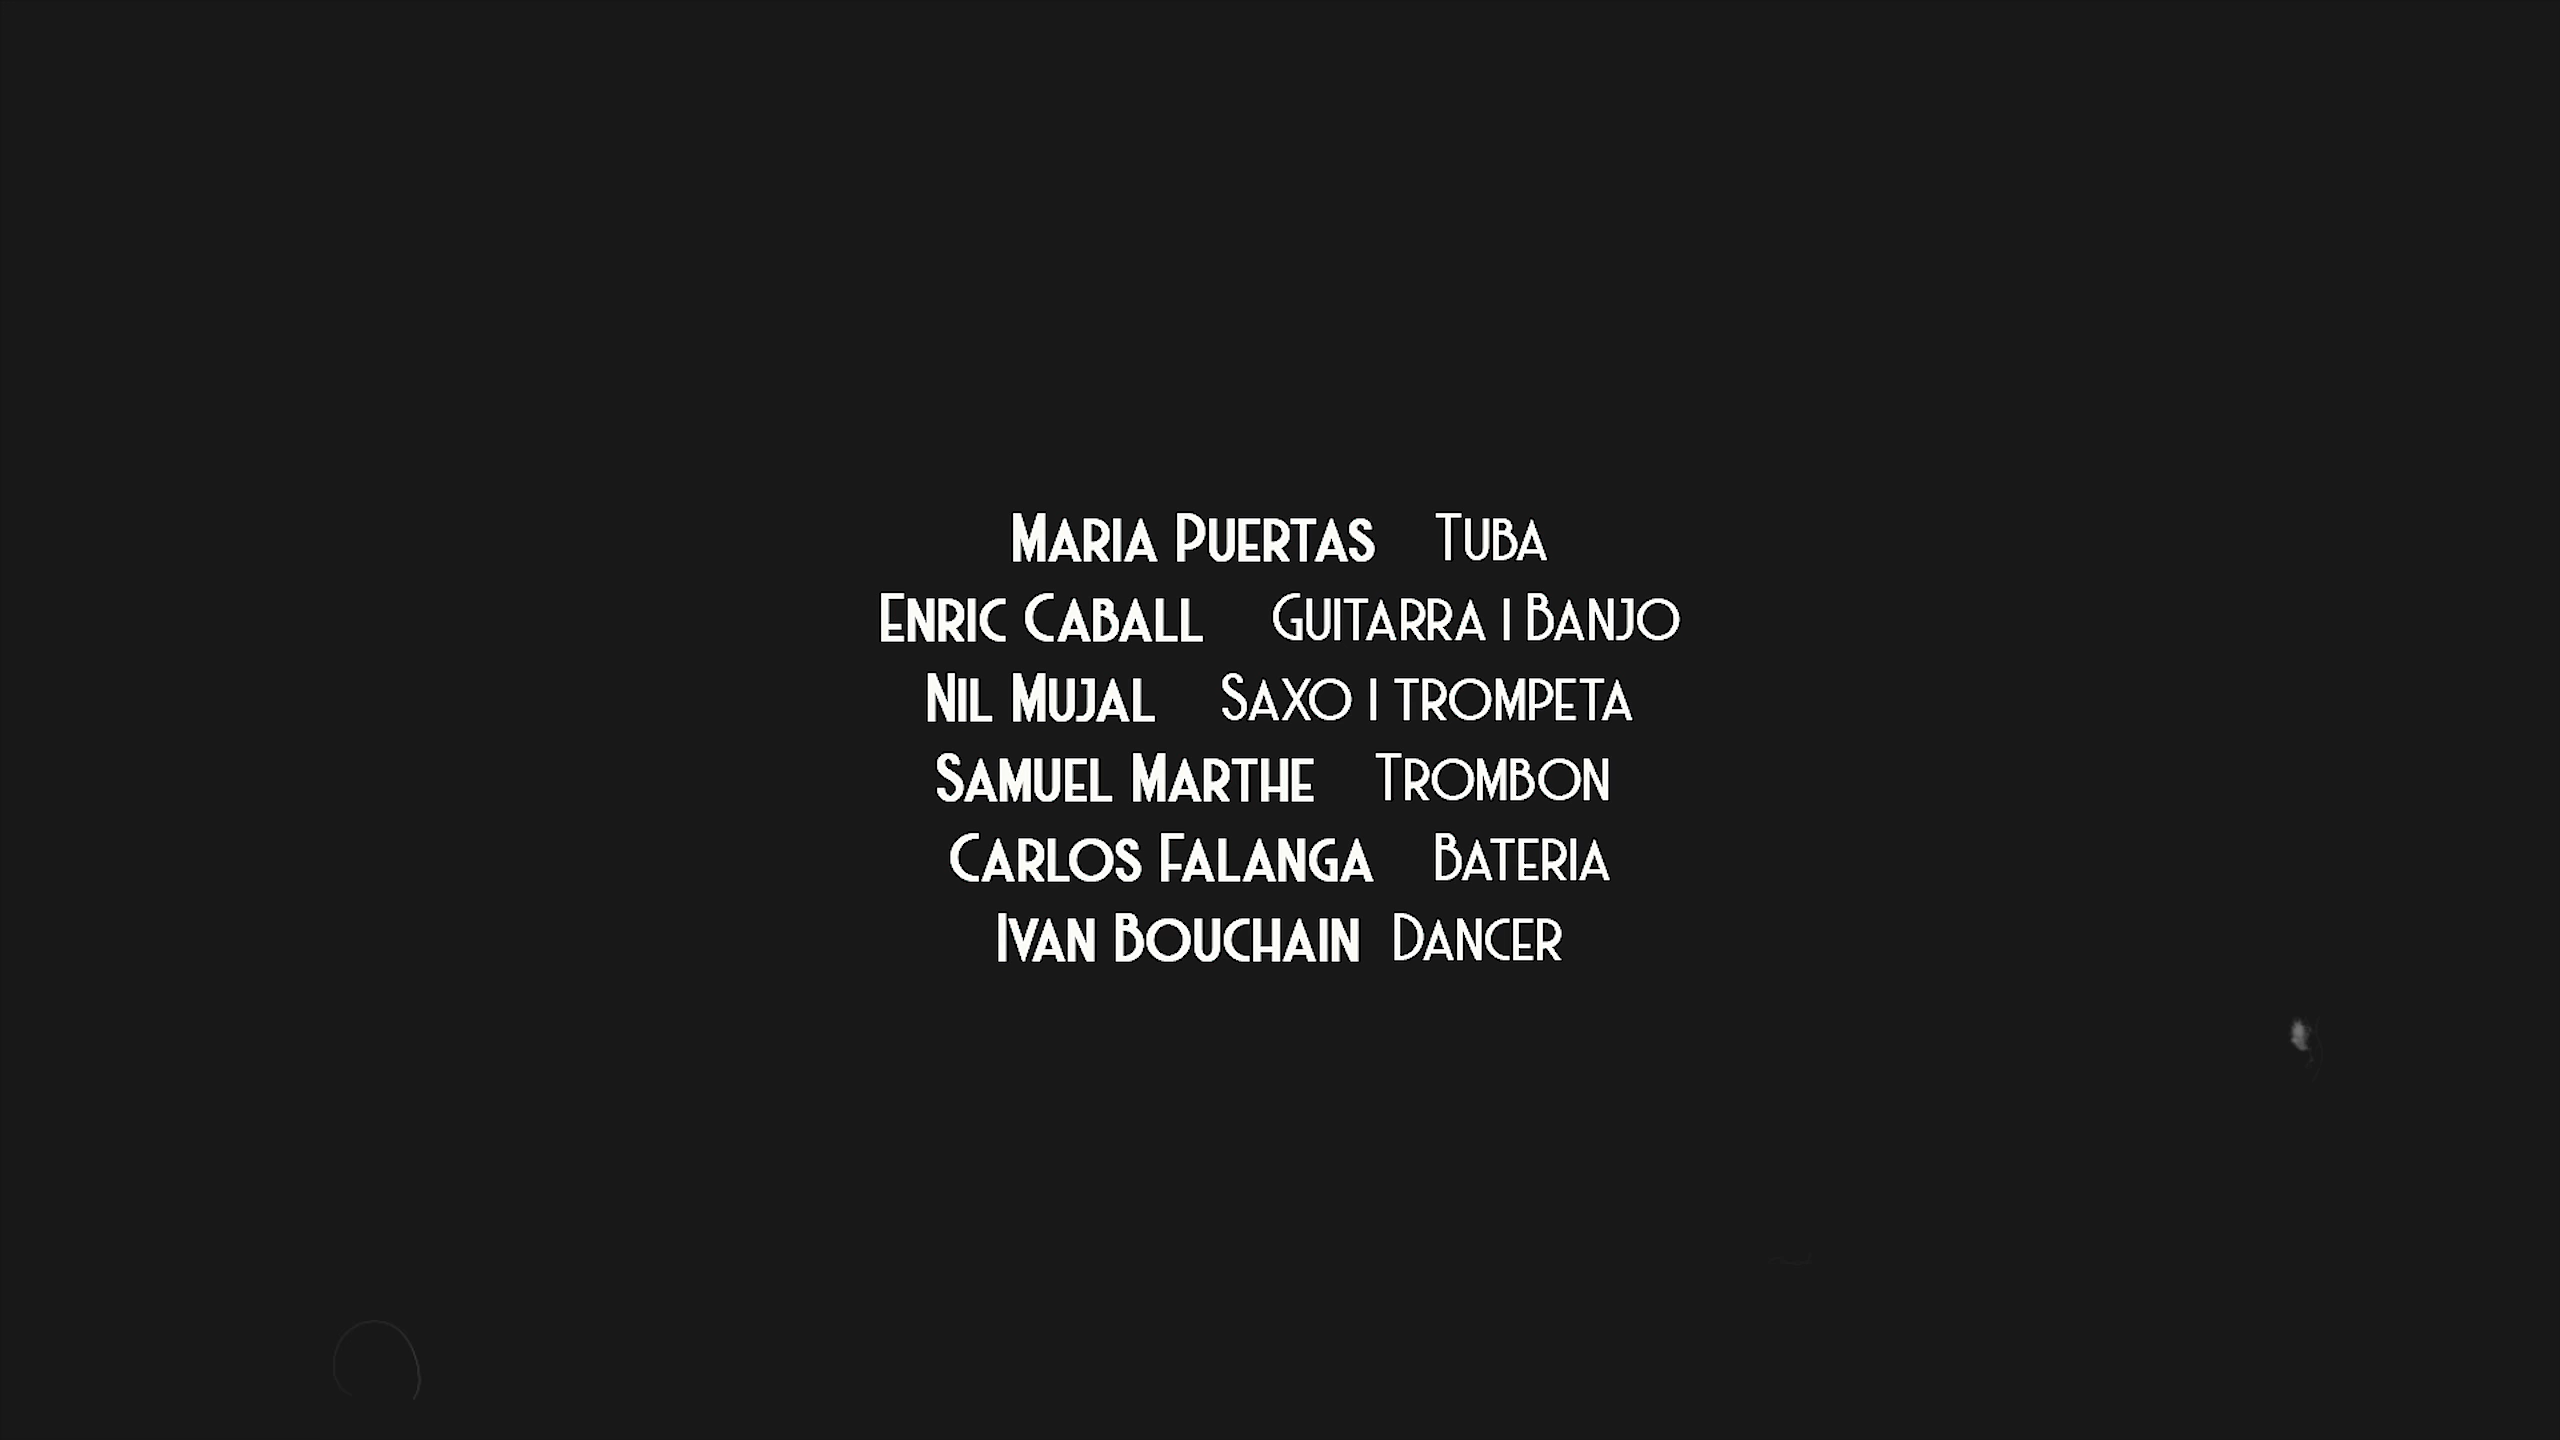 Maria Puertas Tuba
Enric Caball Guitarra i Banjo
Nil Mujal Saxo i trompeta
Samuel Marthe Trombon
Carlos Falanga Bateria
Ivan Bouchain Dancer